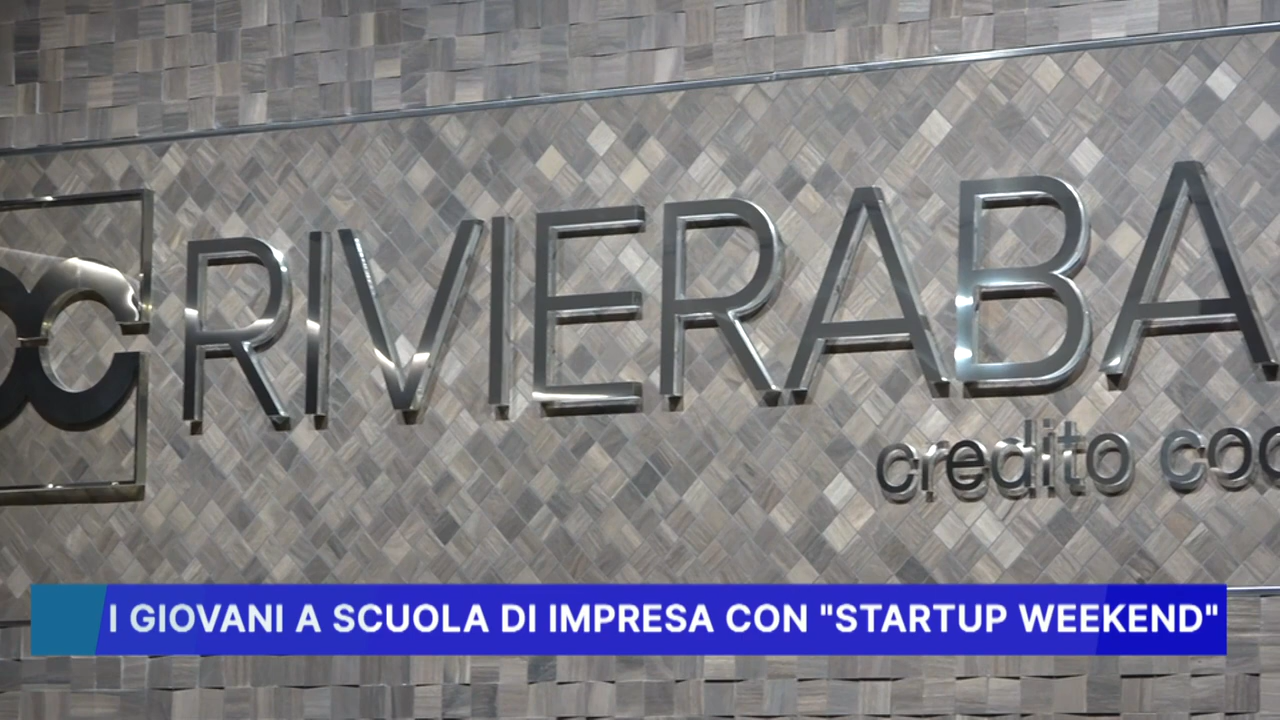 RIVIERABA
credito coo
I GIOVANI A SCUOLA DI IMPRESA CON "STARTUP WEEKEND"